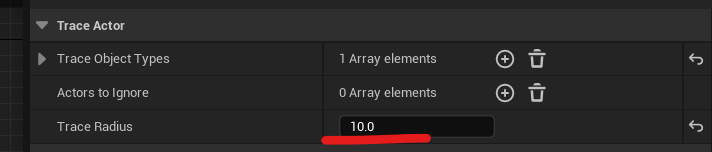 Trace Actor
Trace Object Types 1 Array elements
Actors to Ignore 0 Array elements
Trace Radius 10.0